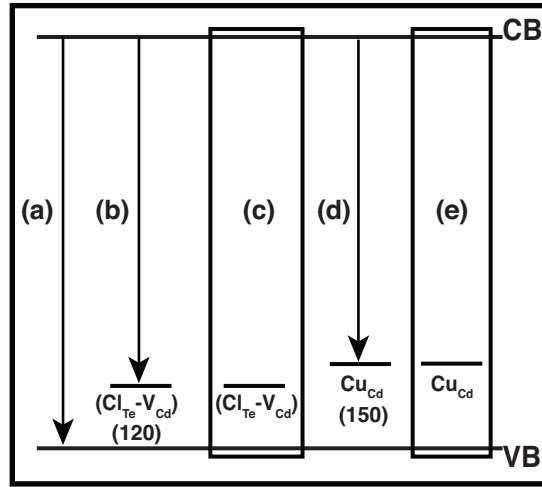 CB
(a)
(b)
(c)
(d)
(e)
(Cl_Te-V_Cd)
(120)
(Cl_Te-V_Cd)
Cu_Cd
(150)
Cu_Cd
VB